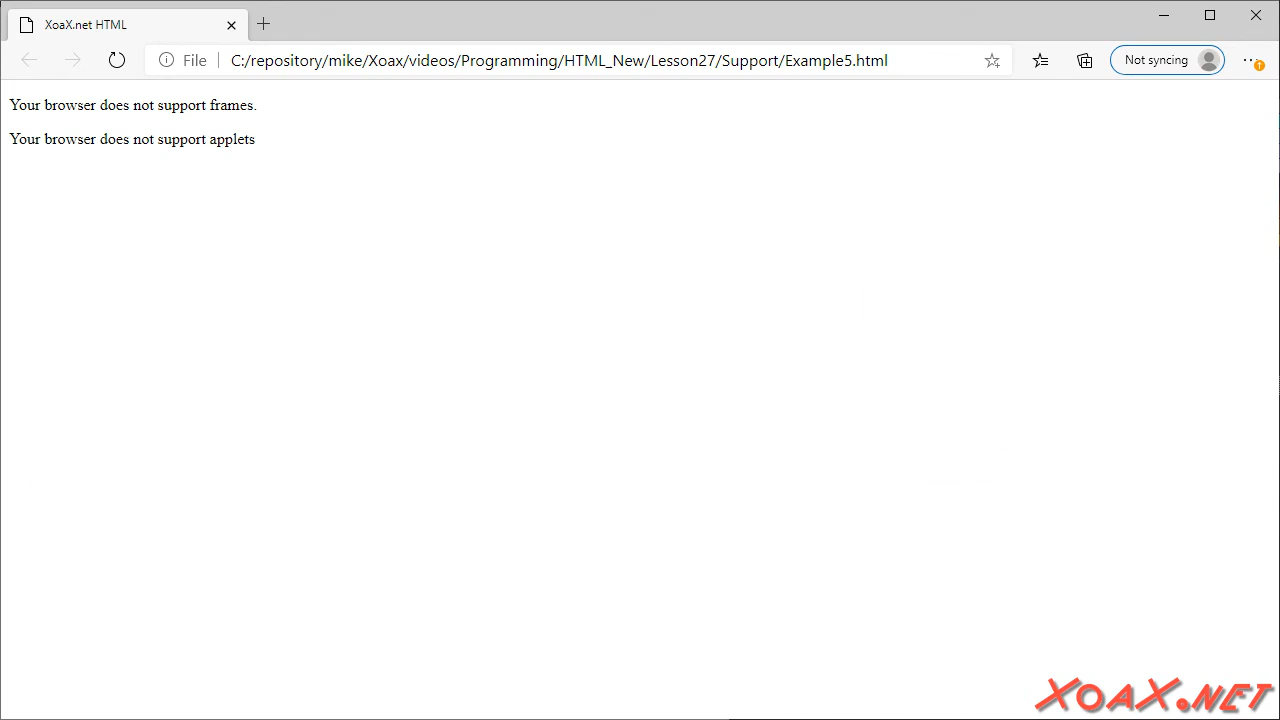 XoaX.net HTML
File
C:/repository/mike/Xoax/videos/Programming/HTML_New/Lesson27/Support/Example5.html
Not syncing
Your browser does not support frames.
Your browser does not support applets
XoaX.net